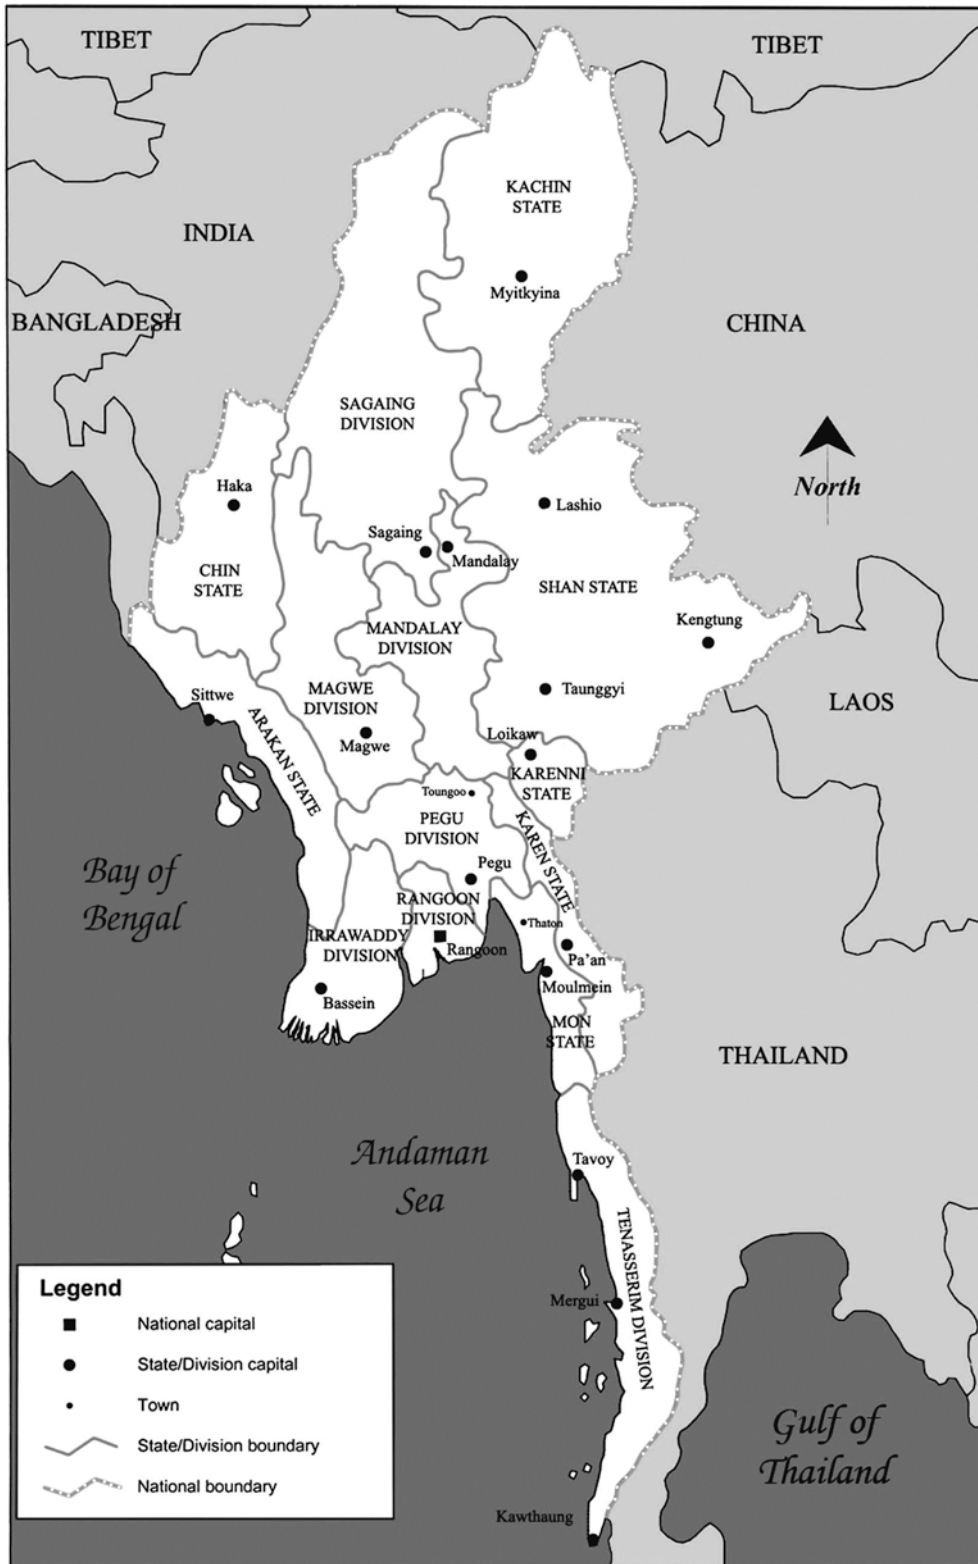 TIBET
TIBET
KACHIN
STATE
INDIA
Myitkyina
BANGLADESH
CHINA
SAGAING
DIVISION
Haka
North
Lashio
Sagaing
Mandalay
CHIN
STATE
SHAN STATE
Kengtung
MANDALAY
DIVISION
Sittwe
MAGWE
DIVISION
Taunggyi
LAOS
ARAKAN STATE
Magwe
Loikaw
KARENNI
STATE
Toungoo
PEGU
DIVISION
KAREN STATE
Bay of
Bengal
Pegu
RANGOON
DIVISION
Thaton
IRRAWADDY
DIVISION
Rangoon
Pa'an
Bassein
Moulmein
MON
STATE
THAILAND
Andaman
Sea
Tavoy
TENASSERIM DIVISION
Mergui
Legend
National capital
State/Division capital
Town
State/Division boundary
National boundary
Gulf of
Thailand
Kawthaung